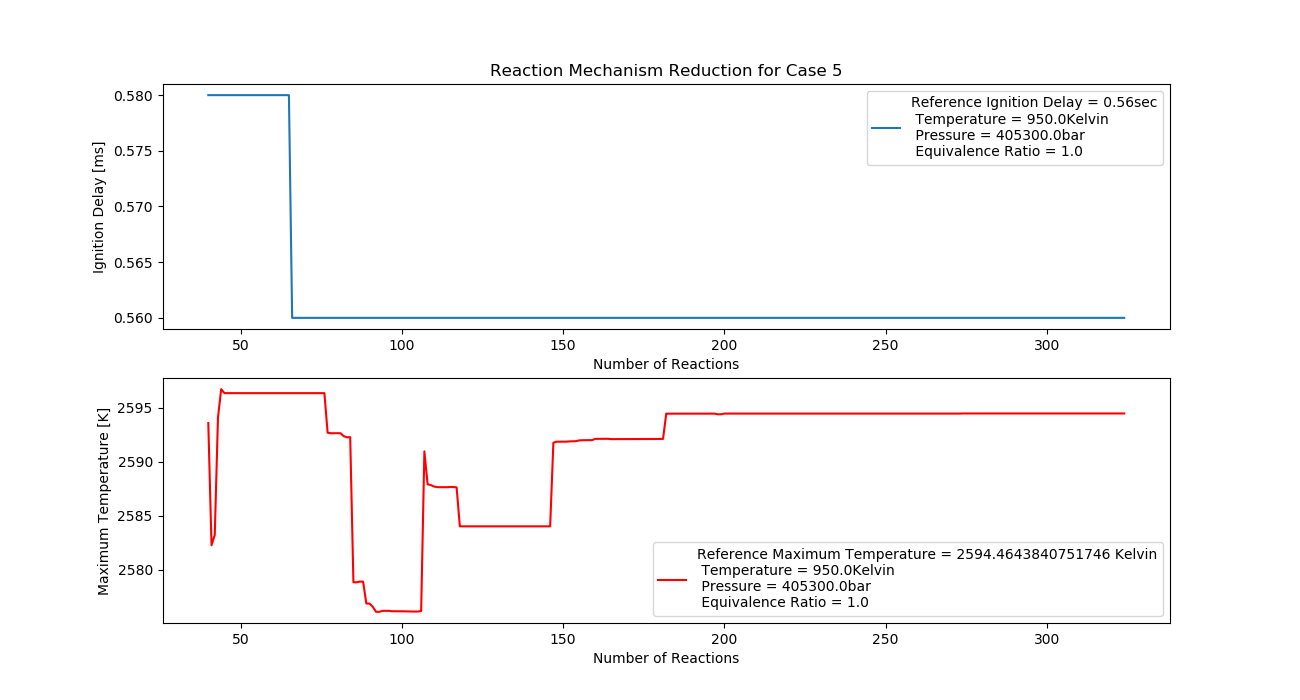 Reaction Mechanism Reduction for Case 5
0.580
0.575
0.570
0.565
0.560
Ignition Delay [ms]
Reference Ignition Delay = 0.56sec
Temperature = 950.0Kelvin
Pressure = 405300.0bar
Equivalence Ratio = 1.0
50 100 150 200 250 300
Number of Reactions
2595
2590
2585
2580
Maximum Temperature [K]
Reference Maximum Temperature = 2594.4643840751746 Kelvin
Temperature = 950.0Kelvin
Pressure = 405300.0bar
Equivalence Ratio = 1.0
50 100 150 200 250 300
Number of Reactions